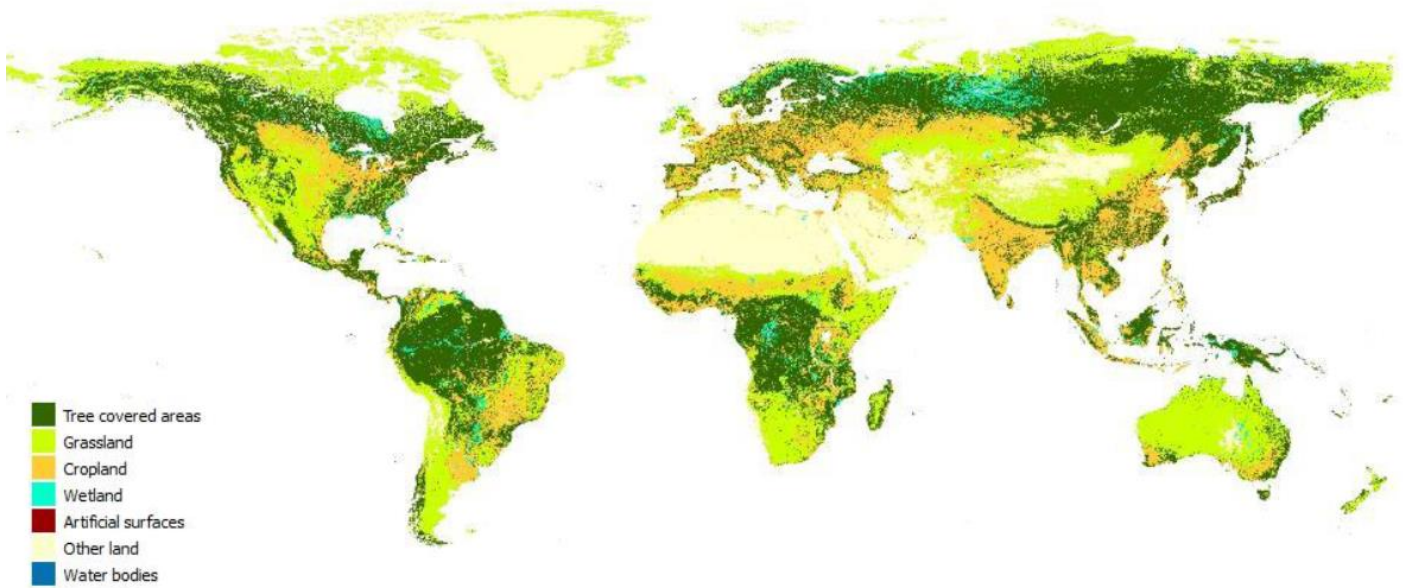 Tree covered areas
Grassland
Cropland
Wetland
Artificial surfaces
Other land
Water bodies